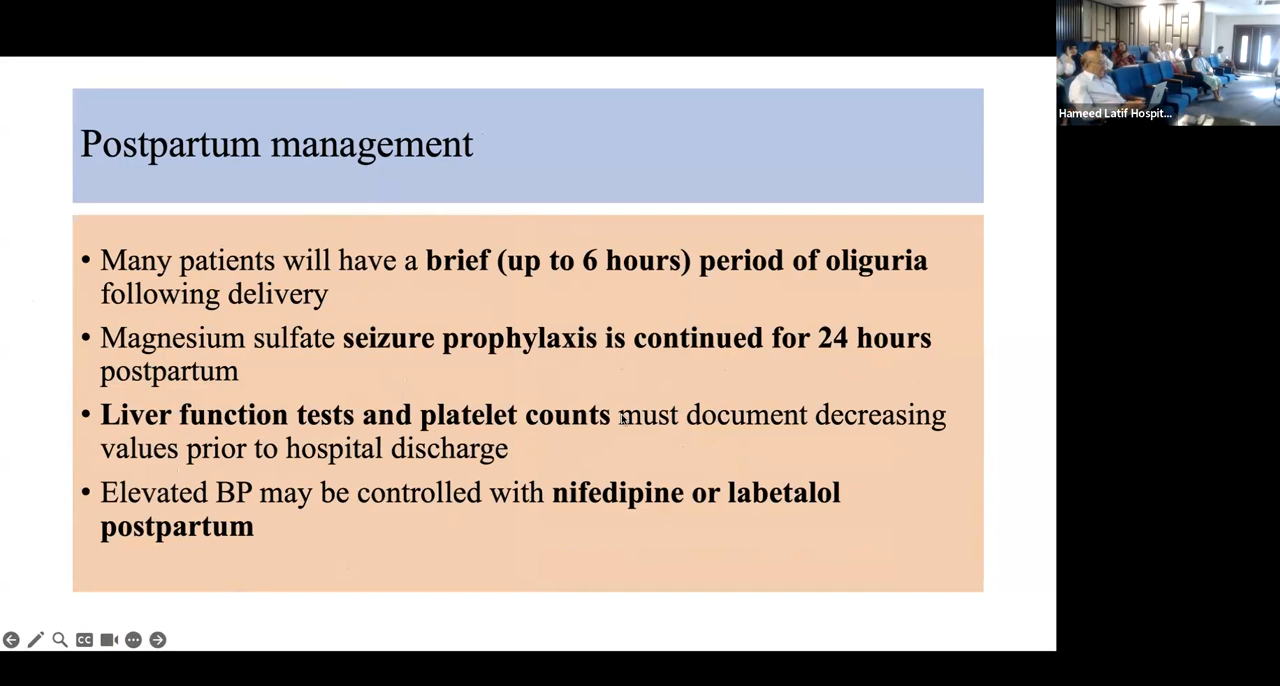 Postpartum management
• Many patients will have a brief (up to 6 hours) period of oliguria
following delivery
• Magnesium sulfate seizure prophylaxis is continued for 24 hours
postpartum
• Liver function tests and platelet counts must document decreasing
values prior to hospital discharge
• Elevated BP may be controlled with nifedipine or labetalol
postpartum
Hameed Latif Hospit...
CC